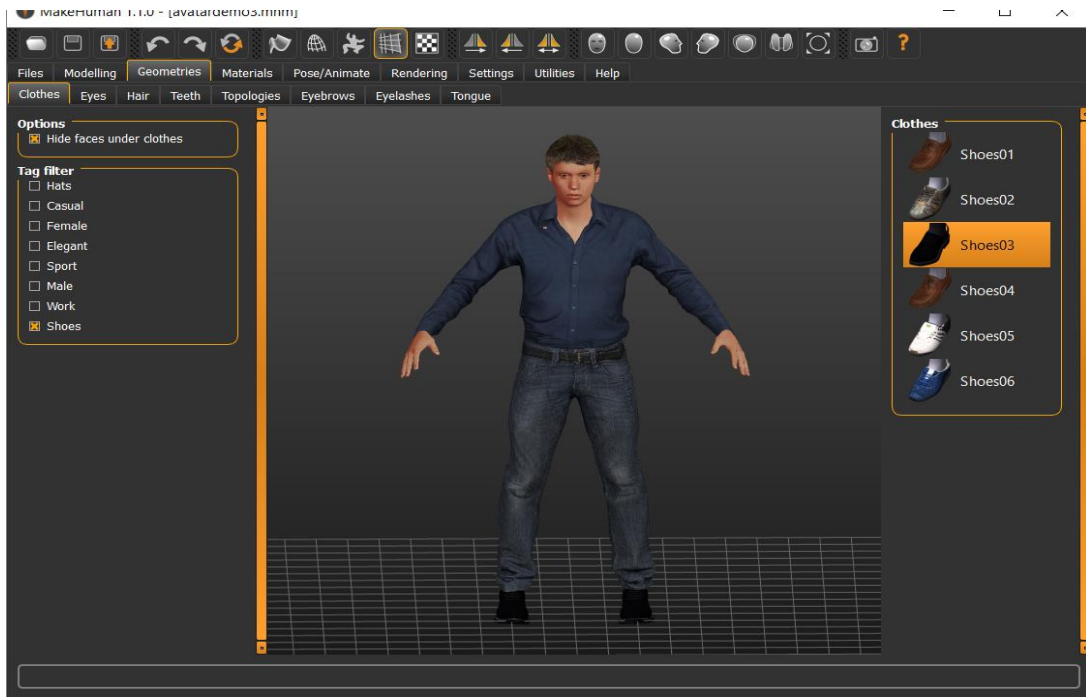 MakeHuman 1.1.0 - [avatardemo3.mhm]
Files Modelling Geometries Materials Pose/Animate Rendering Settings Utilities Help
Clothes Eyes Hair Teeth Topologies Eyebrows Eyelashes Tongue
Options
Hide faces under clothes
Tag filter
Hats
Casual
Female
Elegant
Sport
Male
Work
Shoes
Clothes
Shoes01
Shoes02
Shoes03
Shoes04
Shoes05
Shoes06